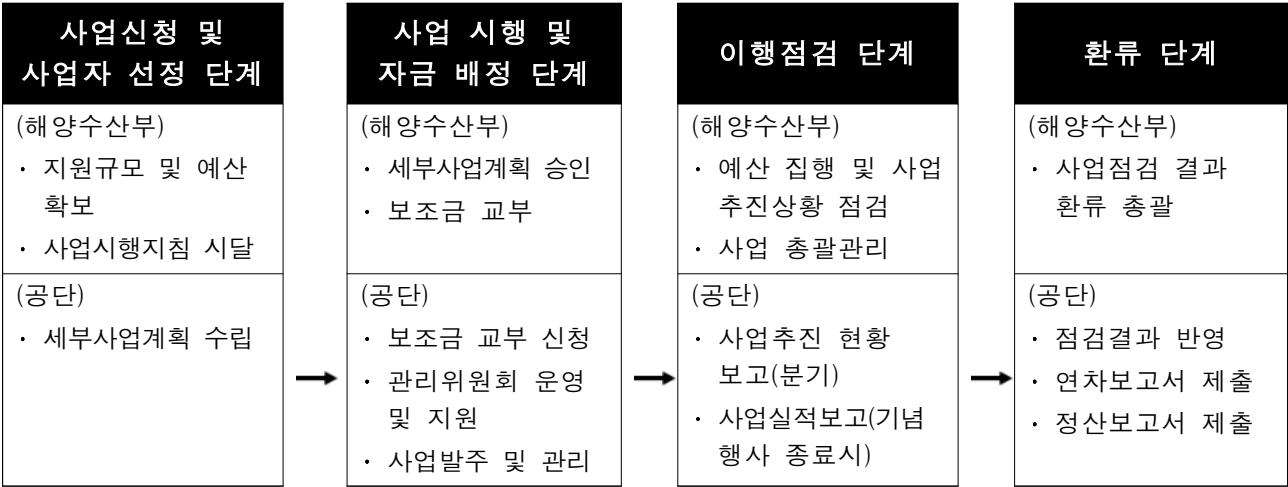 사업신청 및
사업자 선정 단계
(해양수산부)
· 지원규모 및 예산
확보
· 사업시행지침 시달
(공단)
· 세부사업계획 수립
사업 시행 및
자금 배정 단계
(해양수산부)
· 세부사업계획 승인
· 보조금 교부
(공단)
· 보조금 교부 신청
· 관리위원회 운영
및 지원
· 사업발주 및 관리
이행점검 단계
(해양수산부)
· 예산 집행 및 사업
추진상황 점검
· 사업 총괄관리
(공단)
· 사업추진 현황
보고(분기)
· 사업실적보고(기념
행사 종료시)
환류 단계
(해양수산부)
· 사업점검 결과
환류 총괄
(공단)
· 점검결과 반영
· 연차보고서 제출
· 정산보고서 제출